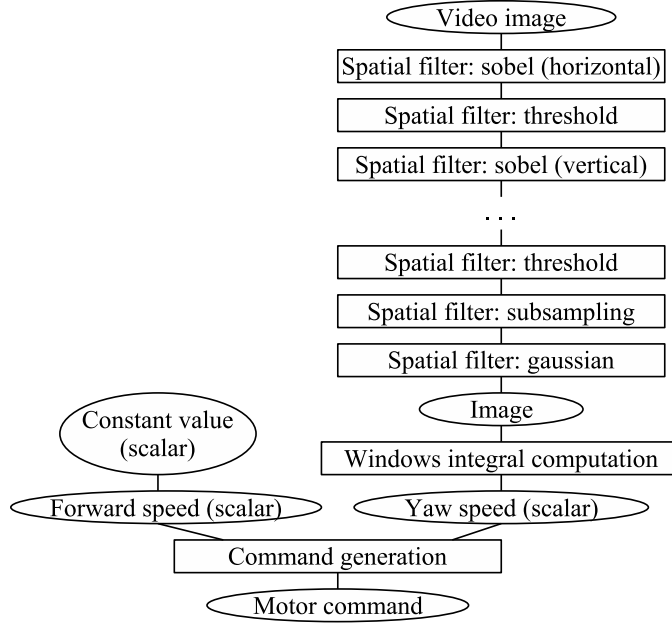 Video image
Spatial filter: sobel (horizontal)
Spatial filter: threshold
Spatial filter: sobel (vertical)
. . .
Spatial filter: threshold
Spatial filter: subsampling
Spatial filter: gaussian
Image
Constant value
(scalar)
Windows integral computation
Forward speed (scalar)
Yaw speed (scalar)
Command generation
Motor command